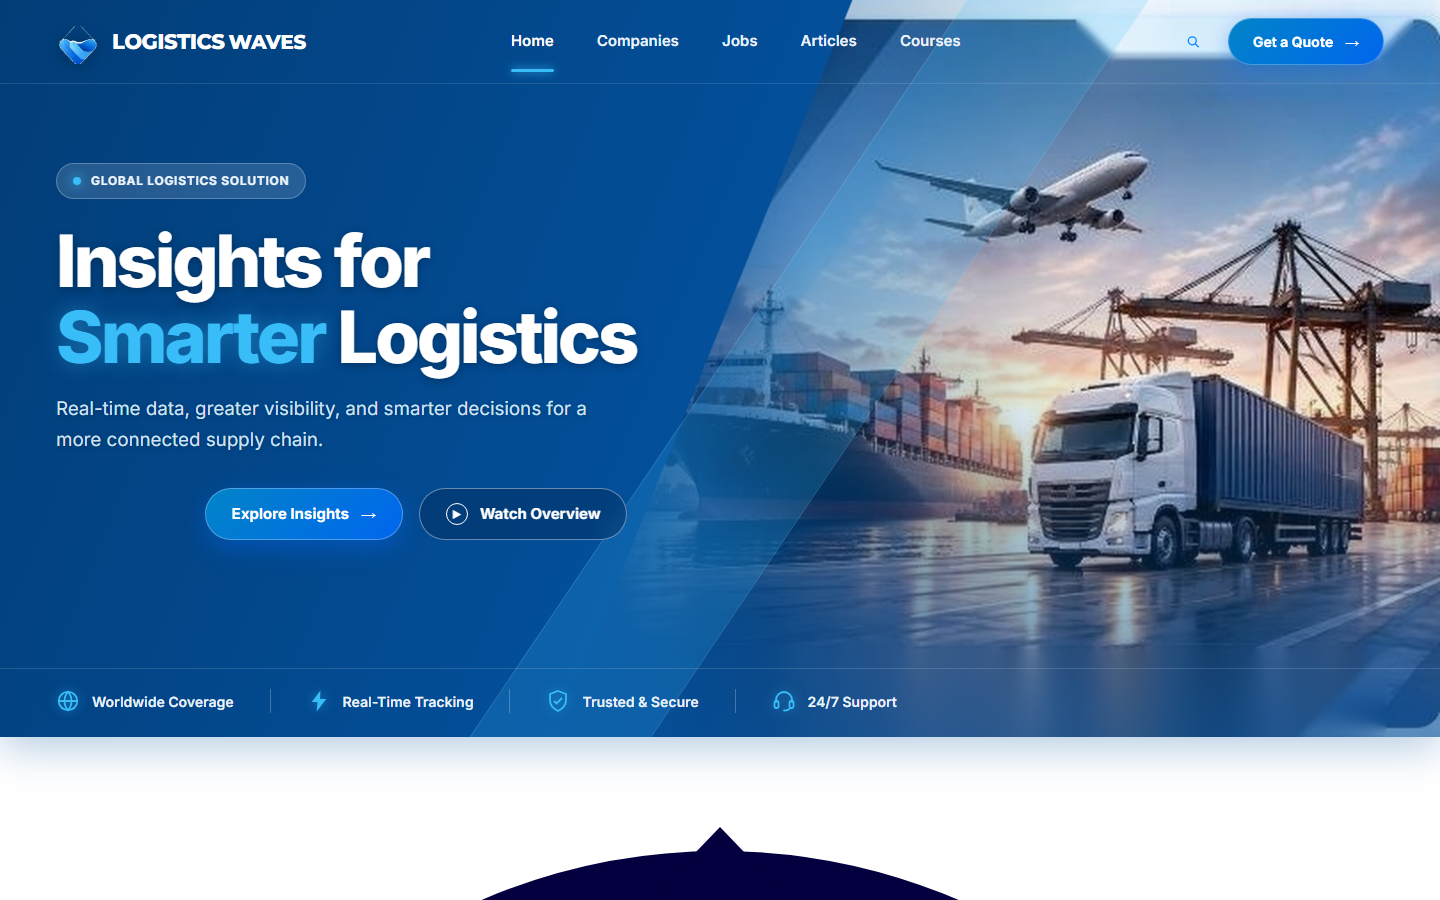 LOGISTICS WAVES
Home
Companies
Jobs
Articles
Courses
Get a Quote →
GLOBAL LOGISTICS SOLUTION
Insights for
Smarter Logistics
Real-time data, greater visibility, and smarter decisions for a
more connected supply chain.
Explore Insights →
Watch Overview
Worldwide Coverage
Real-Time Tracking
Trusted & Secure
24/7 Support